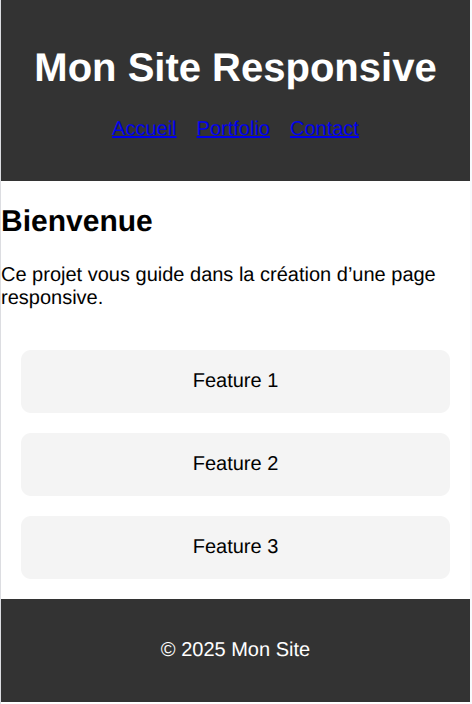 Mon Site Responsive
Accueil Portfolio Contact
Bienvenue
Ce projet vous guide dans la création d’une page
responsive.
Feature 1
Feature 2
Feature 3
© 2025 Mon Site